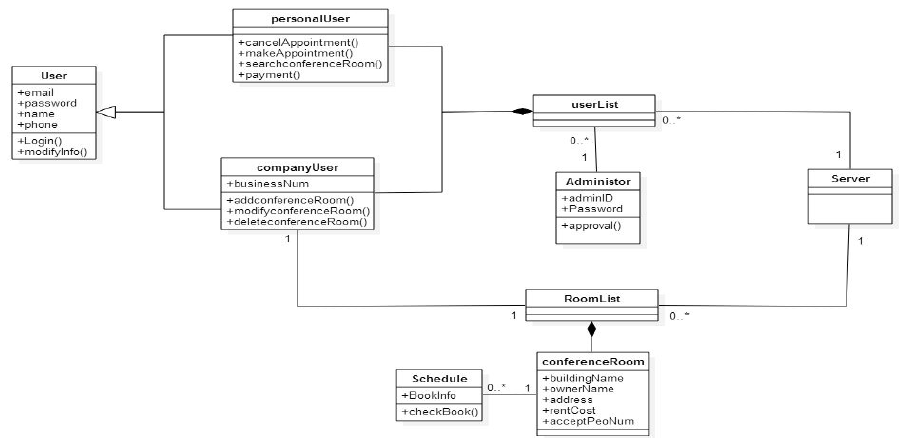 personalUser
+cancelAppointment()
+makeAppointment()
+searchconferenceRoom()
+payment()
User
+email
+password
+name
+phone
+Login()
+modifyInfo()
companyUser
+businessNum
+addconferenceRoom()
+modifyconferenceRoom()
+deleteconferenceRoom()
1
userList
0..*
0..*
1
1
Administor
+adminID
+Password
+approval()
Server
1
RoomList
1
0..*
conferenceRoom
+buildingName
+ownerName
+address
+rentCost
+acceptPeoNum
Schedule
+BookInfo
+checkBook()
0..*
1